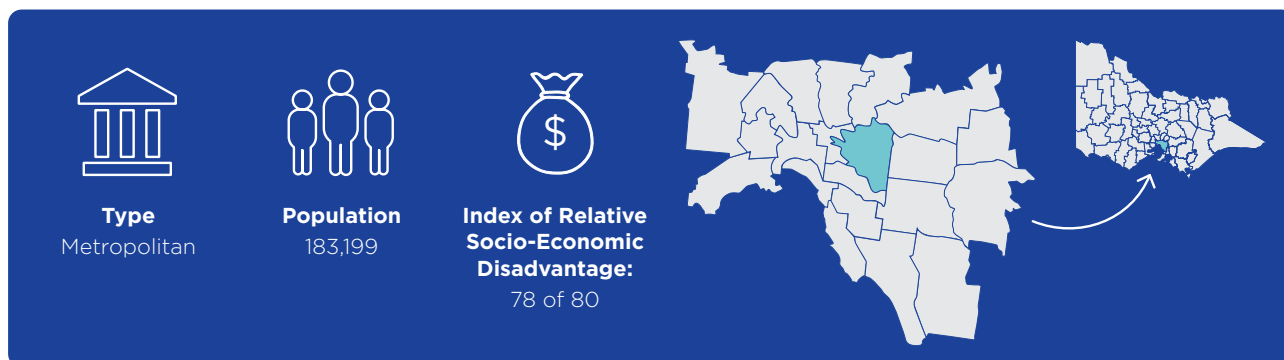 Type
Metropolitan
Population
183,199
$
Index of Relative
Socio-Economic
Disadvantage:
78 of 80